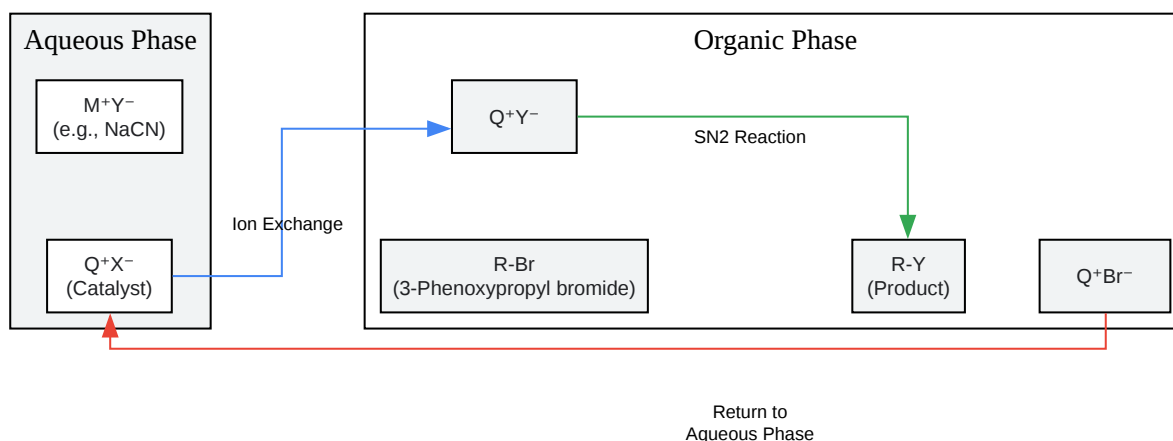 Aqueous Phase
Organic Phase
M⁺Y⁻
(e.g., NaCN)
Q⁺Y⁻
SN2 Reaction
Ion Exchange
Q⁺X⁻
(Catalyst)
R-Br
(3-Phenoxypropyl bromide)
R-Y
(Product)
Q⁺Br⁻
Return to
Aqueous Phase